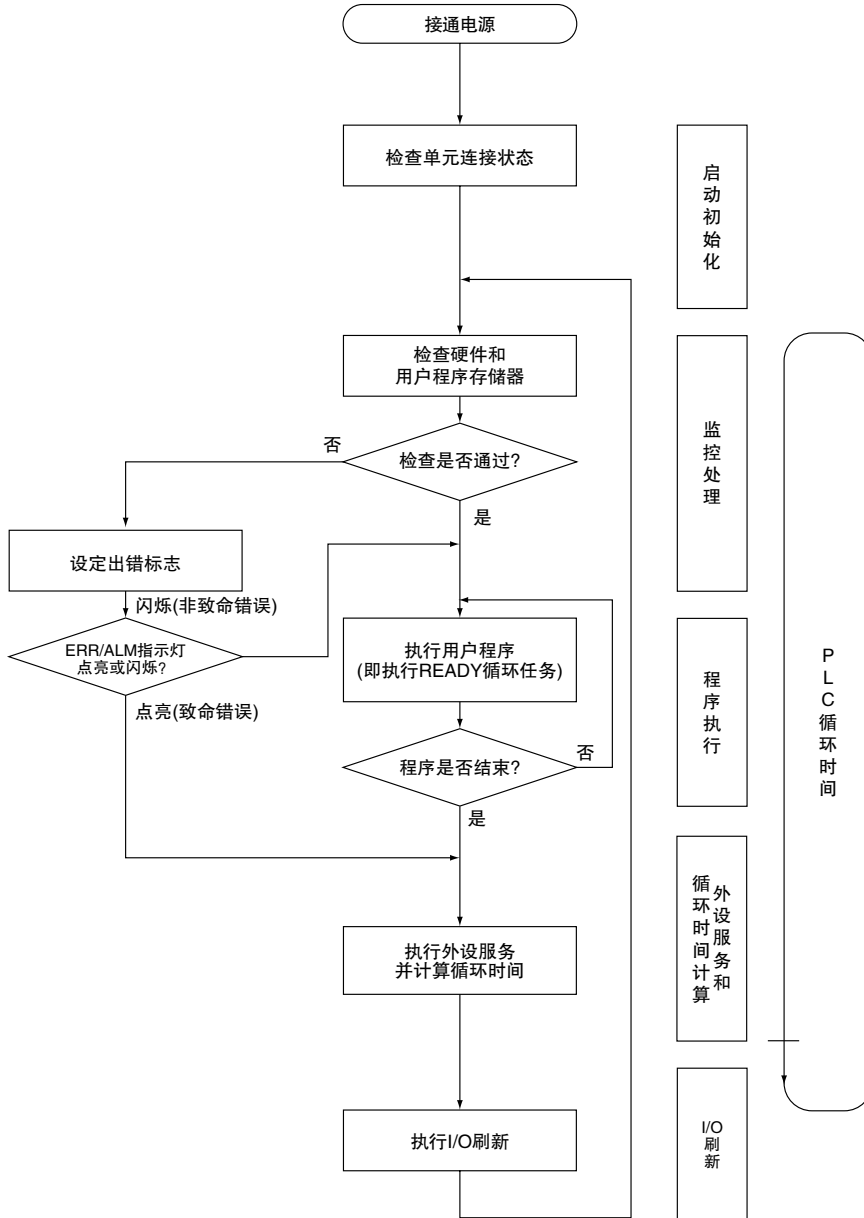 接通电源
检查单元连接状态
启动初始化
检查硬件和
用户程序存储器
监控处理
检查是否通过?
否
是
设定出错标志
闪烁(非致命错误)
ERR/ALM指示灯
点亮或闪烁?
点亮(致命错误)
执行用户程序
(即执行READY循环任务)
程序执行
程序是否结束?
否
是
PLC循环时间
执行外设服务
并计算循环时间
外设服务和
循环时间计算
执行I/O刷新
I/O
刷新